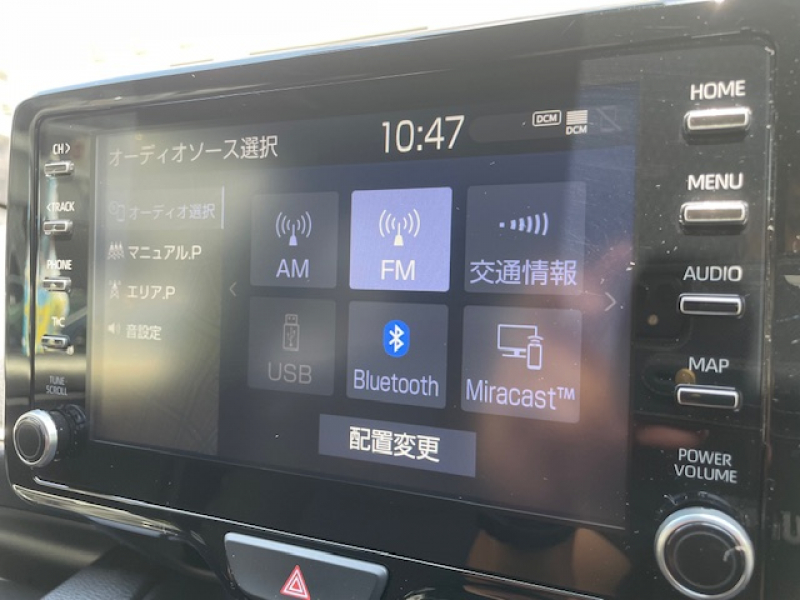 CH>
<TRACK
PHONE
TUNE
SCROLL
オーディオソース選択
10:47
DCM
DCM
オーディオ選択
マニュアル.P
エリア.P
音設定
AM
FM
交通情報
USB
Bluetooth
Miracast™
配置変更
HOME
MENU
AUDIO
MAP
POWER
VOLUME